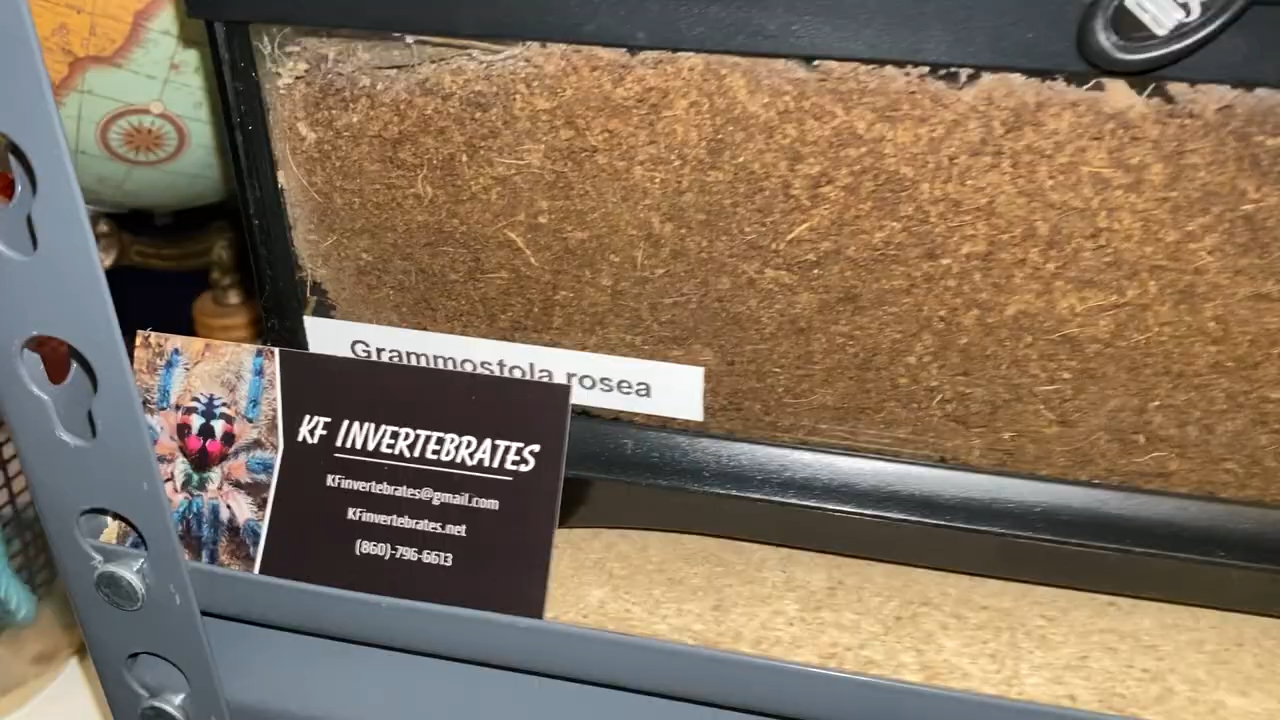 Grammostola rosea
KF INVERTEBRATES
KFinvertebrates@gmail.com
KFinvertebrates.net
(860)-796-6613